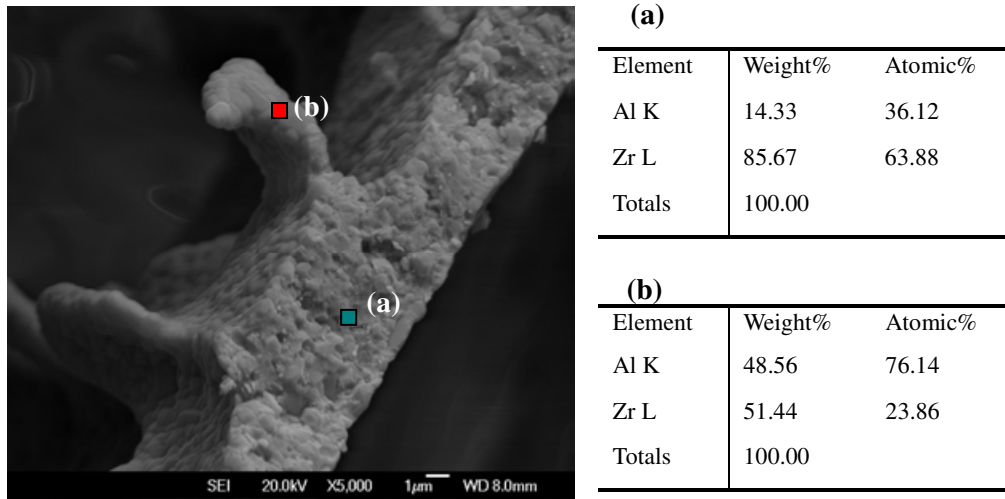 (b)
(a)
SEI 20.0kV X5,000 1μm WD 8.0mm
(a)
Element Weight% Atomic%
Al K 14.33 36.12
Zr L 85.67 63.88
Totals 100.00
(b)
Element Weight% Atomic%
Al K 48.56 76.14
Zr L 51.44 23.86
Totals 100.00